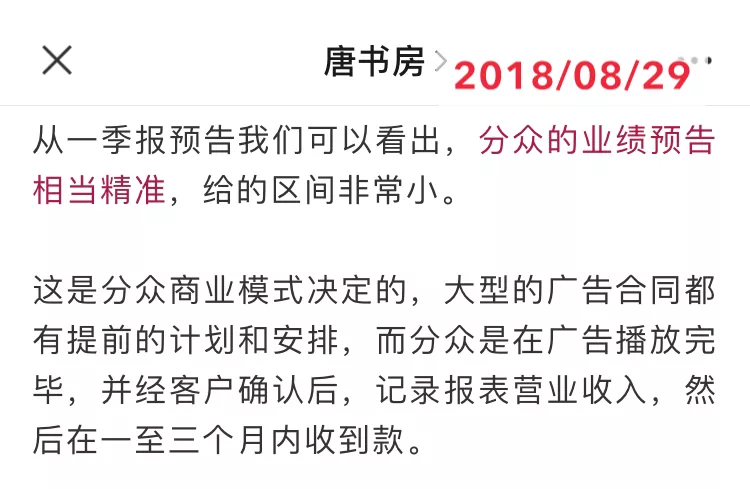 唐书房
2018/08/29
从一季报预告我们可以看出，分众的业绩预告
相当精准，给的区间非常小。
这是分众商业模式决定的，大型的广告合同都
有提前的计划和安排，而分众是在广告播放完
毕，并经客户确认后，记录报表营业收入，然
后在一至三个月内收到款。